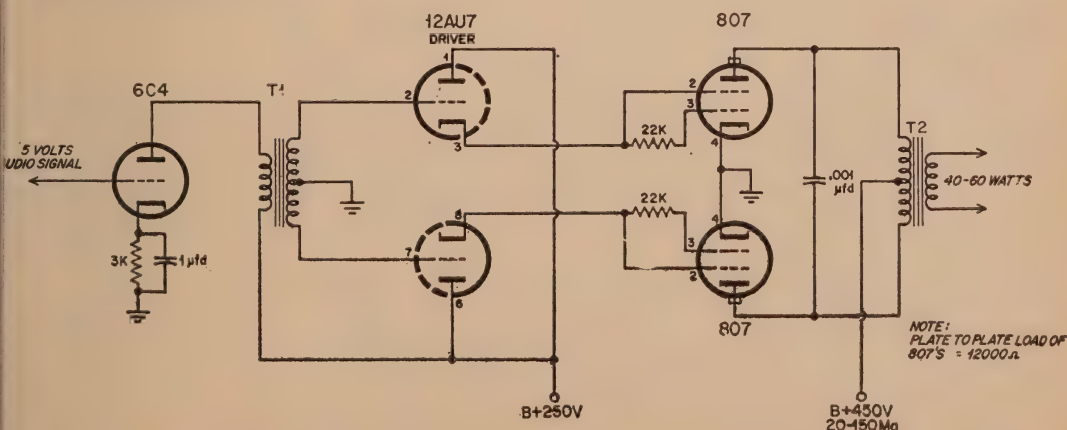 12AU7
DRIVER
807
6C4
T1
5 VOLTS
UDIO SIGNAL
1
2
3
2
3
4
22K
T2
.001
µfd
40-60 WATTS
22K
8
7
6
4
3
2
3K
1µfd
807
NOTE:
PLATE TO PLATE LOAD OF
807'S = 12000Ω
B+250V
B+450V
20-150Ma